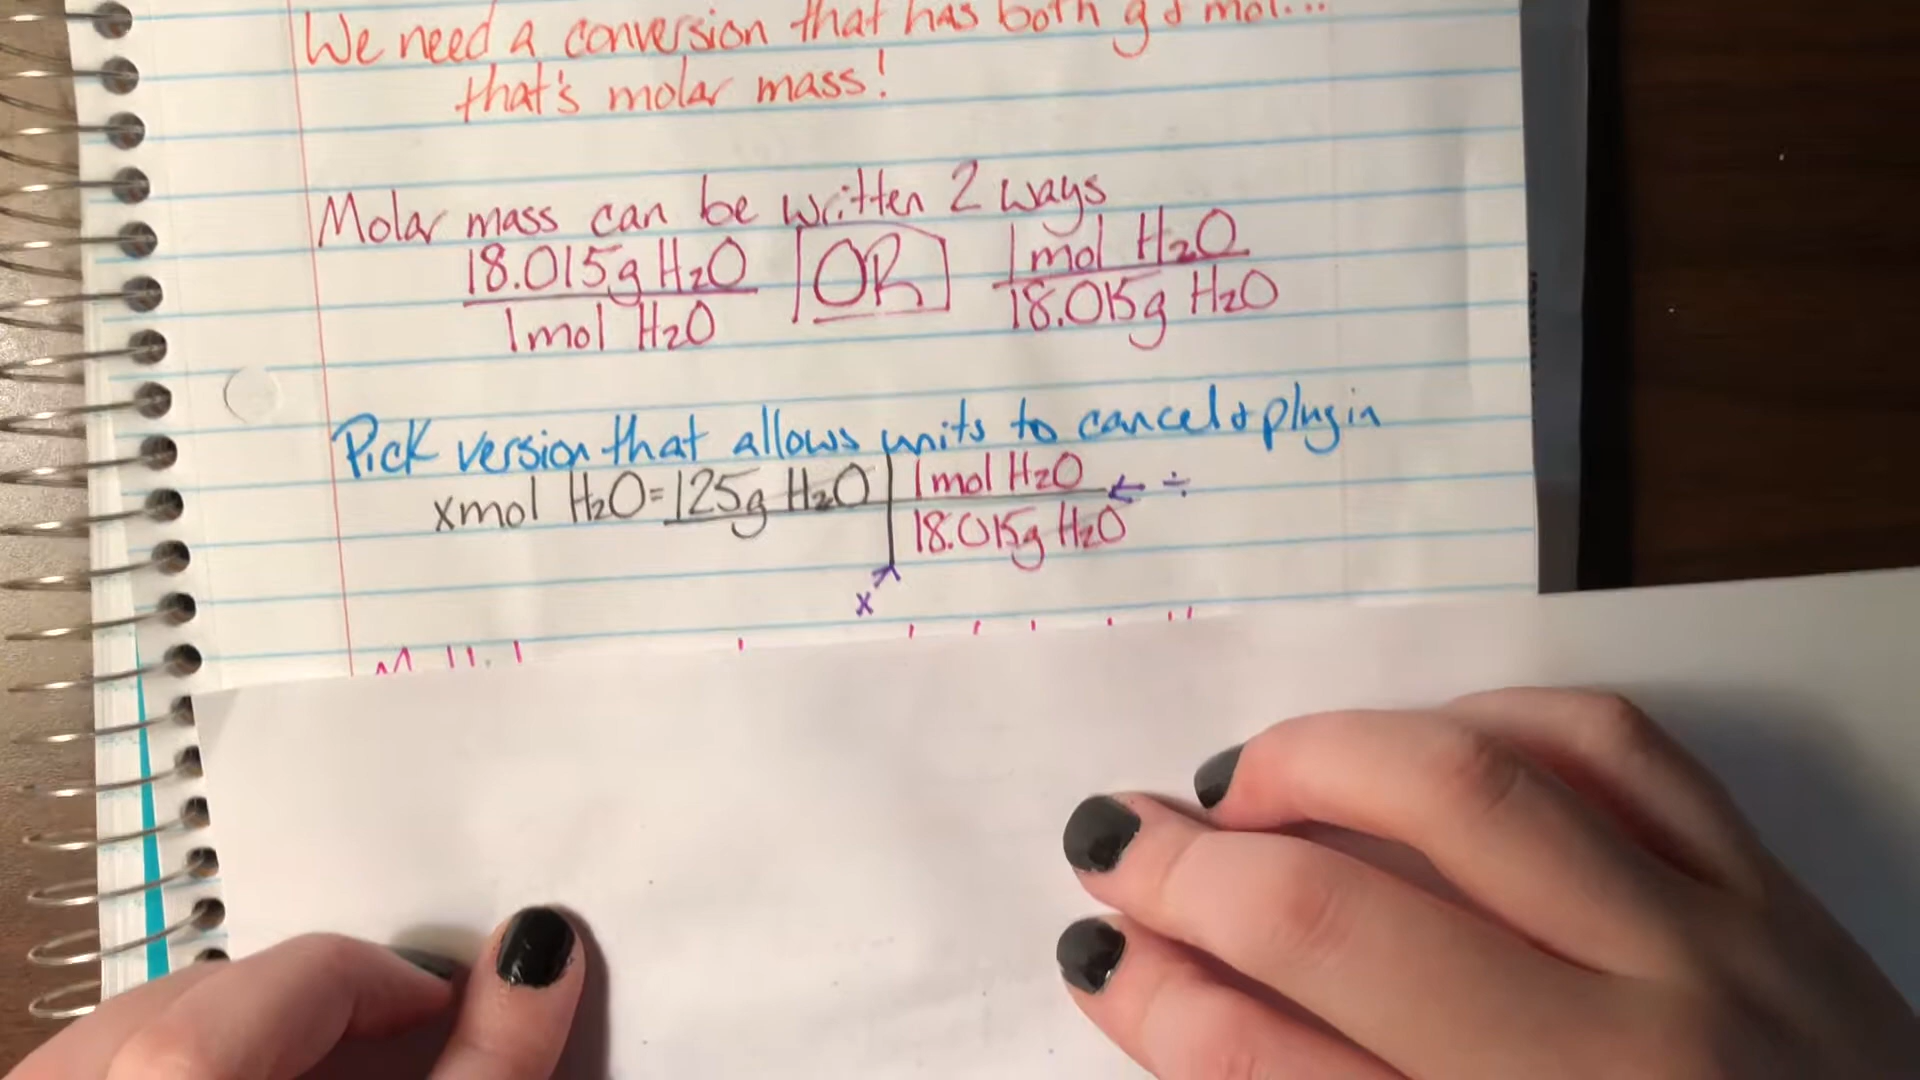 We need a conversion that has both g & mol...
that's molar mass!
Molar mass can be written 2 ways
18.015g H2O OR 1mol H2O
1mol H2O 18.015g H2O
Pick version that allows units to cancel & plug in
xmol H2O = 125g H2O 1mol H2O ← ÷
18.015g H2O
x